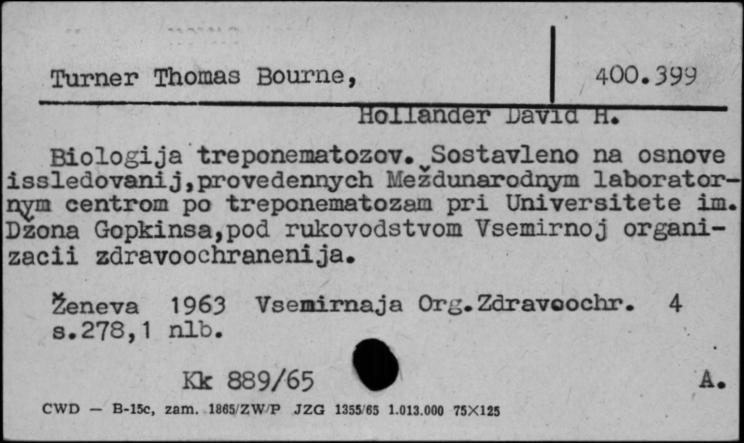 Turner Thomas Bourne,
400.399
Hollander David H.
Biologija treponematozov. Sostavleno na osnove
issledovanij,provedennych Meždunarodnym laborator-
nym centrom po treponematozam pri Universitete im.
Džona Gopkinsa,pod rukovodstvom Vsemirnoj organi-
zacii zdravoochranenija.
Ženeva 1963 Vsemirnaja Org.Zdravoochr. 4
s.278,1 nlb.
Kk 889/65
A.
CWD — B-15c, zam. 1865/ZW/P JZG 1355/65 1.013.000 75×125